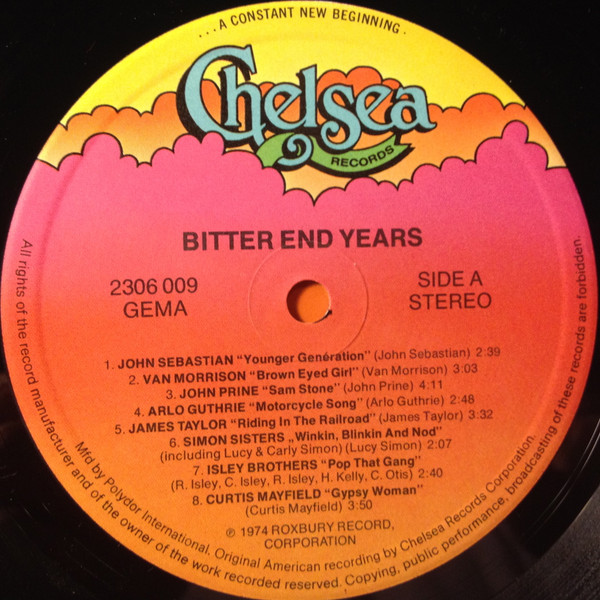 ...A CONSTANT NEW BEGINNING.
Chelsea
RECORDS
BITTER END YEARS
2306 009
GEMA
SIDE A
STEREO
1. JOHN SEBASTIAN "Younger Generation" (John Sebastian) 2:39
2. VAN MORRISON "Brown Eyed Girl" (Van Morrison) 3:03
3. JOHN PRINE "Sam Stone" (John Prine) 4:11
4. ARLO GUTHRIE "Motorcycle Song" (Arlo Guthrie) 2:48
5. JAMES TAYLOR "Riding In The Railroad" (James Taylor) 3:32
6. SIMON SISTERS „Winkin, Blinkin And Nod"
(including Lucy & Carly Simon) (Lucy Simon) 2:07
7. ISLEY BROTHERS "Pop That Gang"
(R. Isley, C. Isley, R. Isley, H. Kelly, C. Otis) 2:40
8. CURTIS MAYFIELD "Gypsy Woman"
(Curtis Mayfield) 3:50
℗ 1974 ROXBURY RECORD,
CORPORATION
Mfd by Polydor International. Original American recording by Chelsea Records Corporation.
All rights of the record manufacturer and of the owner of the work recorded reserved. Copying, public performance, broadcasting of these records are forbidden.